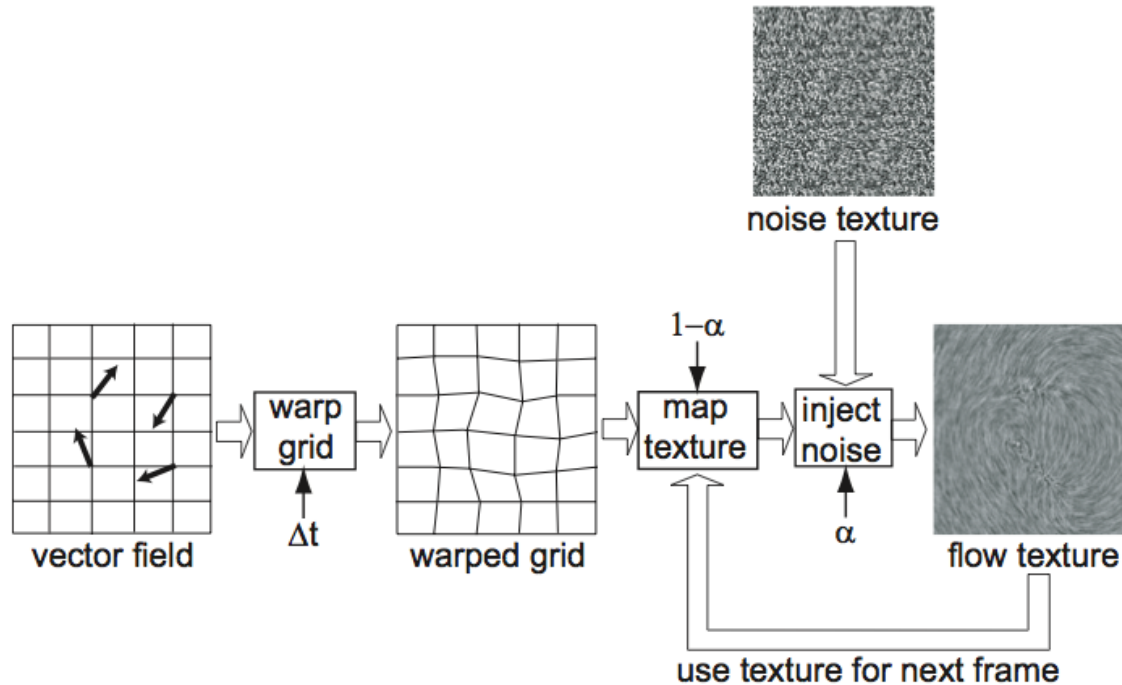 noise texture
1−α
warp
grid
map
texture
inject
noise
Δt
α
vector field
warped grid
flow texture
use texture for next frame